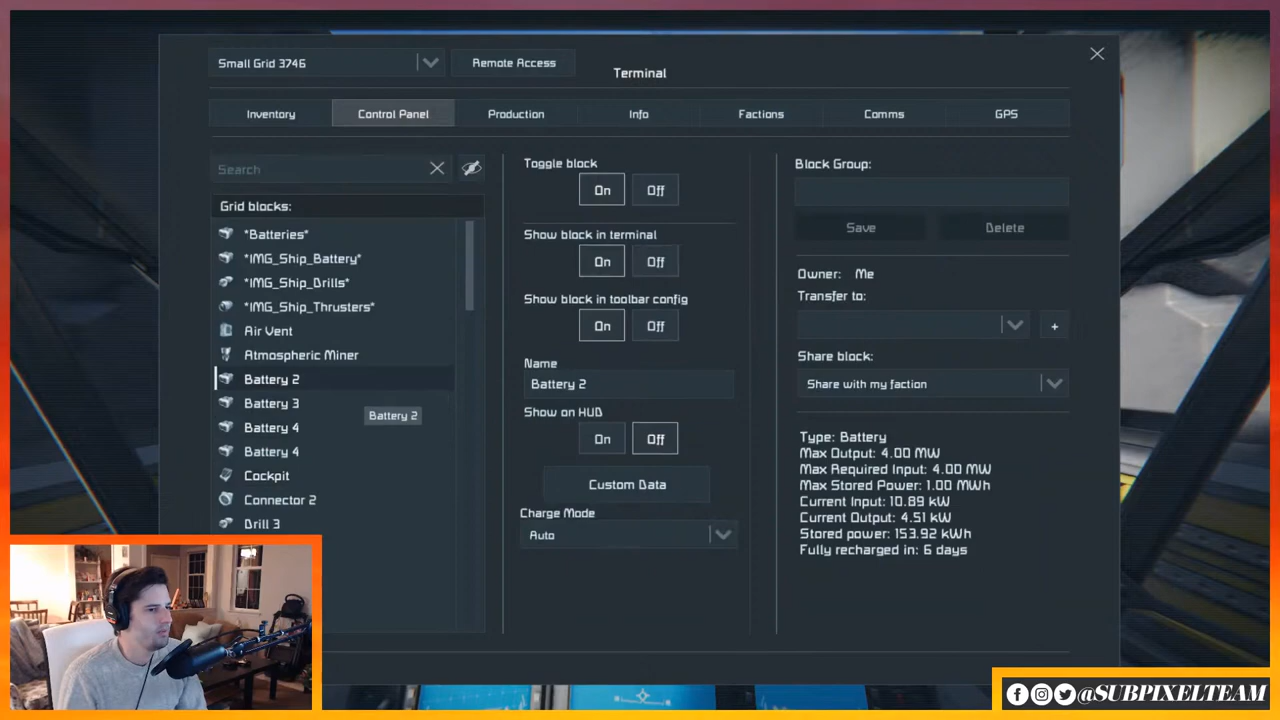 Small Grid 3746
Remote Access
Terminal
Inventory
Control Panel
Production
Info
Factions
Comms
GPS
Search
Grid blocks:
*Batteries*
*IMG_Ship_Battery*
*IMG_Ship_Drills*
*IMG_Ship_Thrusters*
Air Vent
Atmospheric Miner
Battery 2
Battery 3
Battery 2
Battery 4
Battery 4
Cockpit
Connector 2
Drill 3
Toggle block
On Off
Show block in terminal
On Off
Show block in toolbar config
On Off
Name
Battery 2
Show on HUD
On Off
Custom Data
Charge Mode
Auto
Block Group:
Save Delete
Owner: Me
Transfer to:
+
Share block:
Share with my faction
Type: Battery
Max Output: 4.00 MW
Max Required Input: 4.00 MW
Max Stored Power: 1.00 MWh
Current Input: 10.89 kW
Current Output: 4.51 kW
Stored power: 153.92 kWh
Fully recharged in: 6 days
@SUBPIXELTEAM